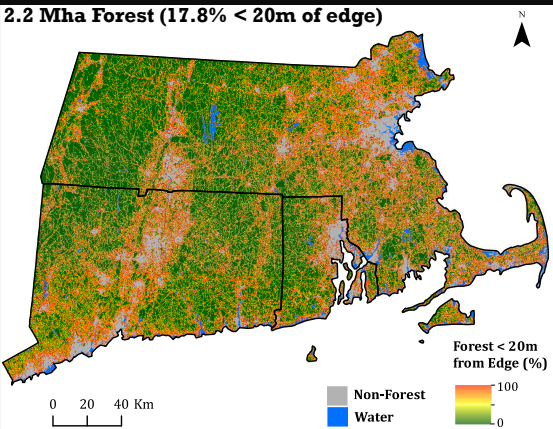 2.2 Mha Forest (17.8% < 20m of edge)
N
Forest < 20m
from Edge (%)
100
0
Non-Forest
Water
0 20 40 Km